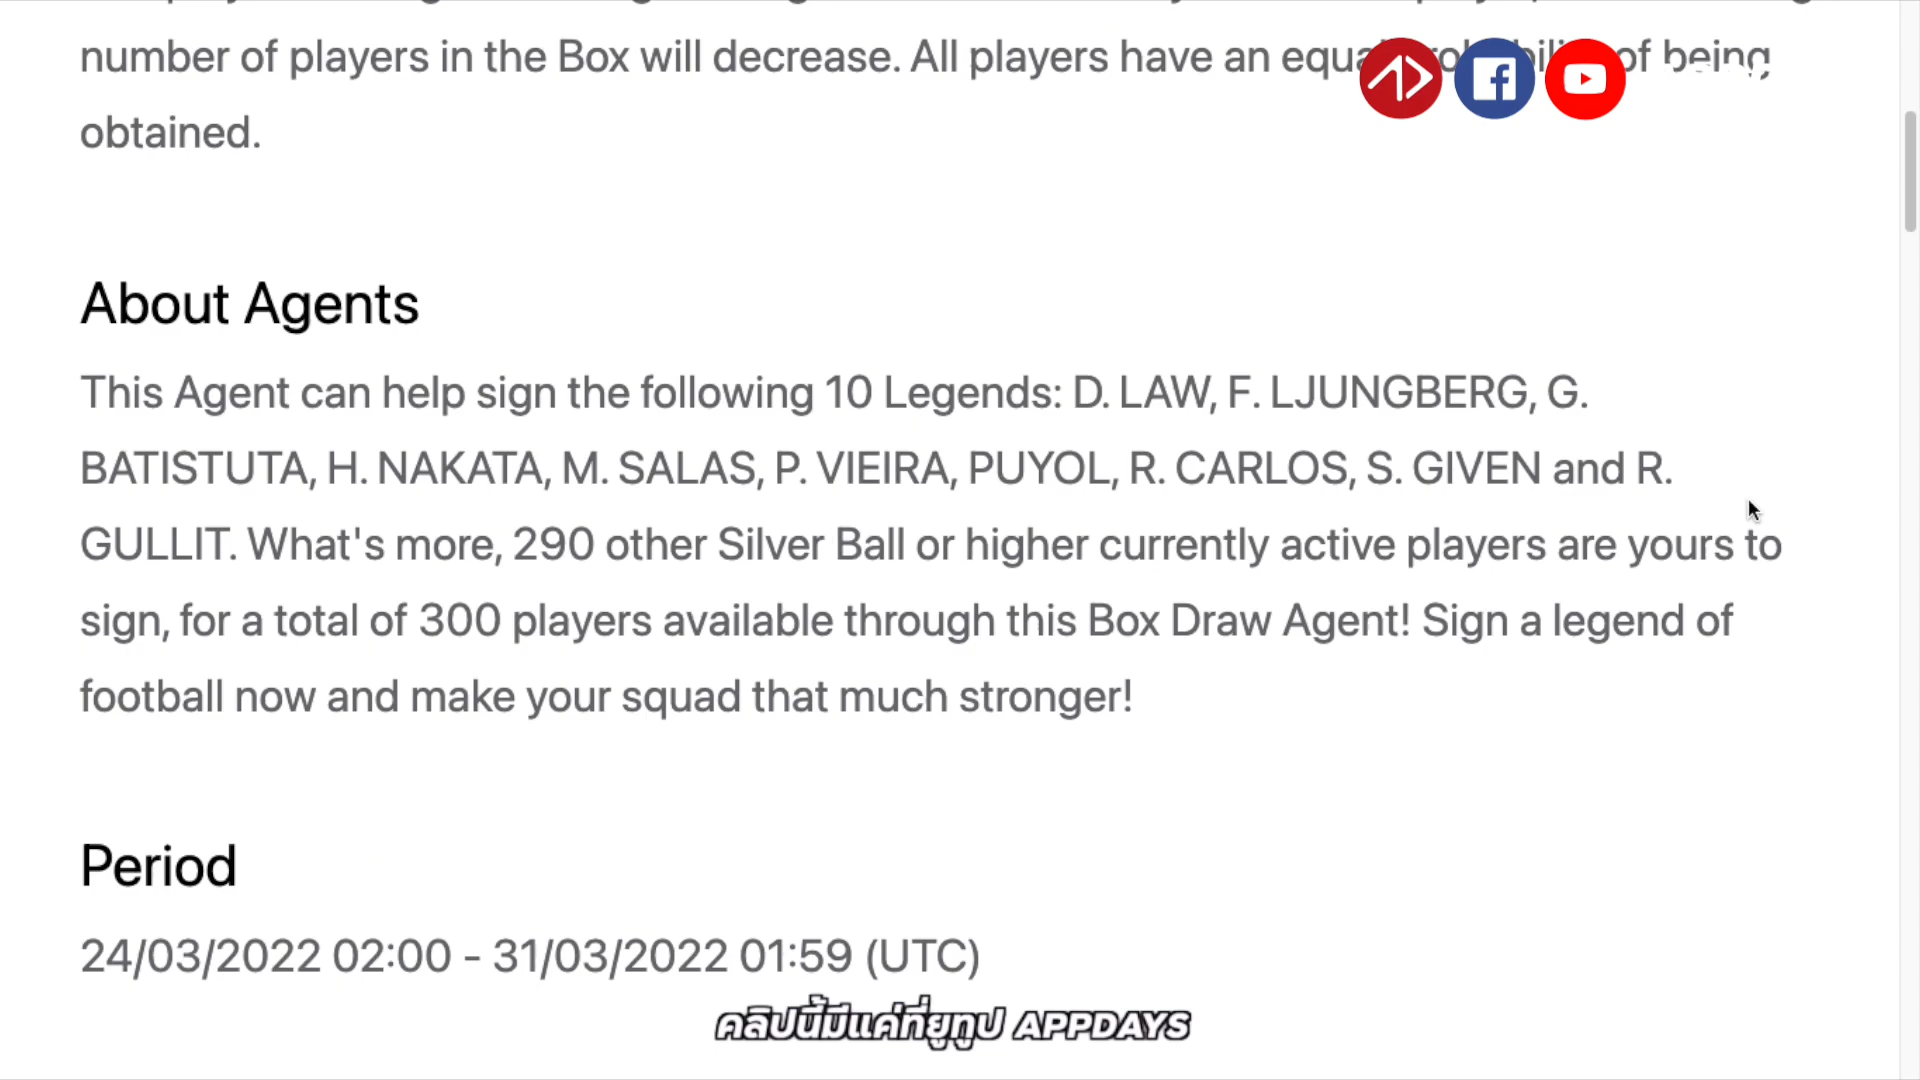 number of players in the Box will decrease. All players have an of being
obtained.
About Agents
This Agent can help sign the following 10 Legends: D. LAW, F. LJUNGBERG, G.
BATISTUTA, H. NAKATA, M. SALAS, P. VIEIRA, PUYOL, R. CARLOS, S. GIVEN and R.
GULLIT. What's more, 290 other Silver Ball or higher currently active players are yours to
sign, for a total of 300 players available through this Box Draw Agent! Sign a legend of
football now and make your squad that much stronger!
Period
24/03/2022 02:00 - 31/03/2022 01:59 (UTC)
คลิปนี้มีแค่ที่ยูทูป APPDAYS